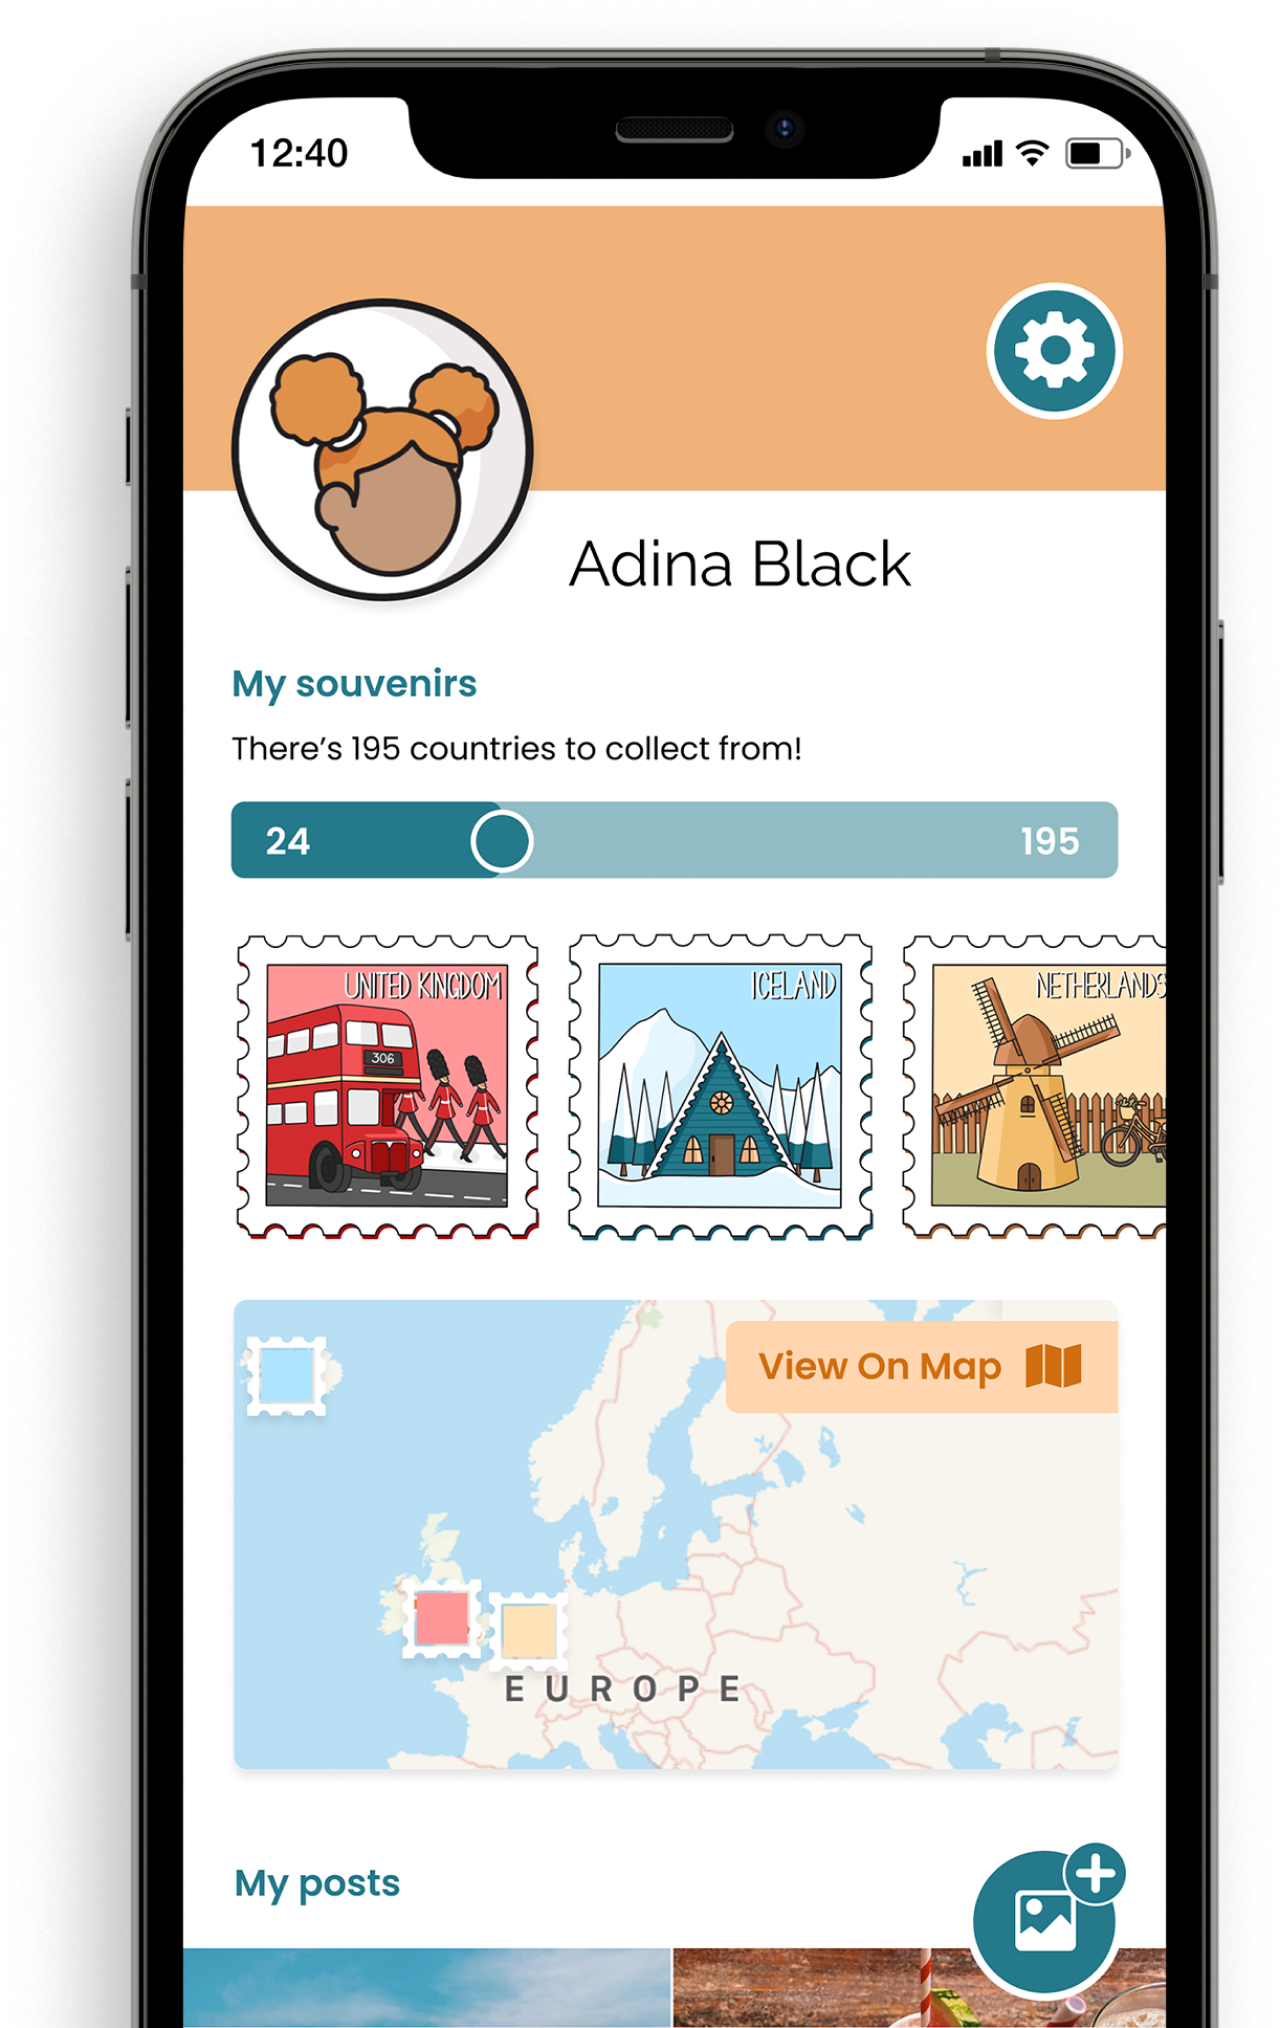 12:40
Adina Black
My souvenirs
There's 195 countries to collect from!
24
195
UNITED KINGDOM
306
ICELAND
NETHERLANDS
View On Map
EUROPE
My posts